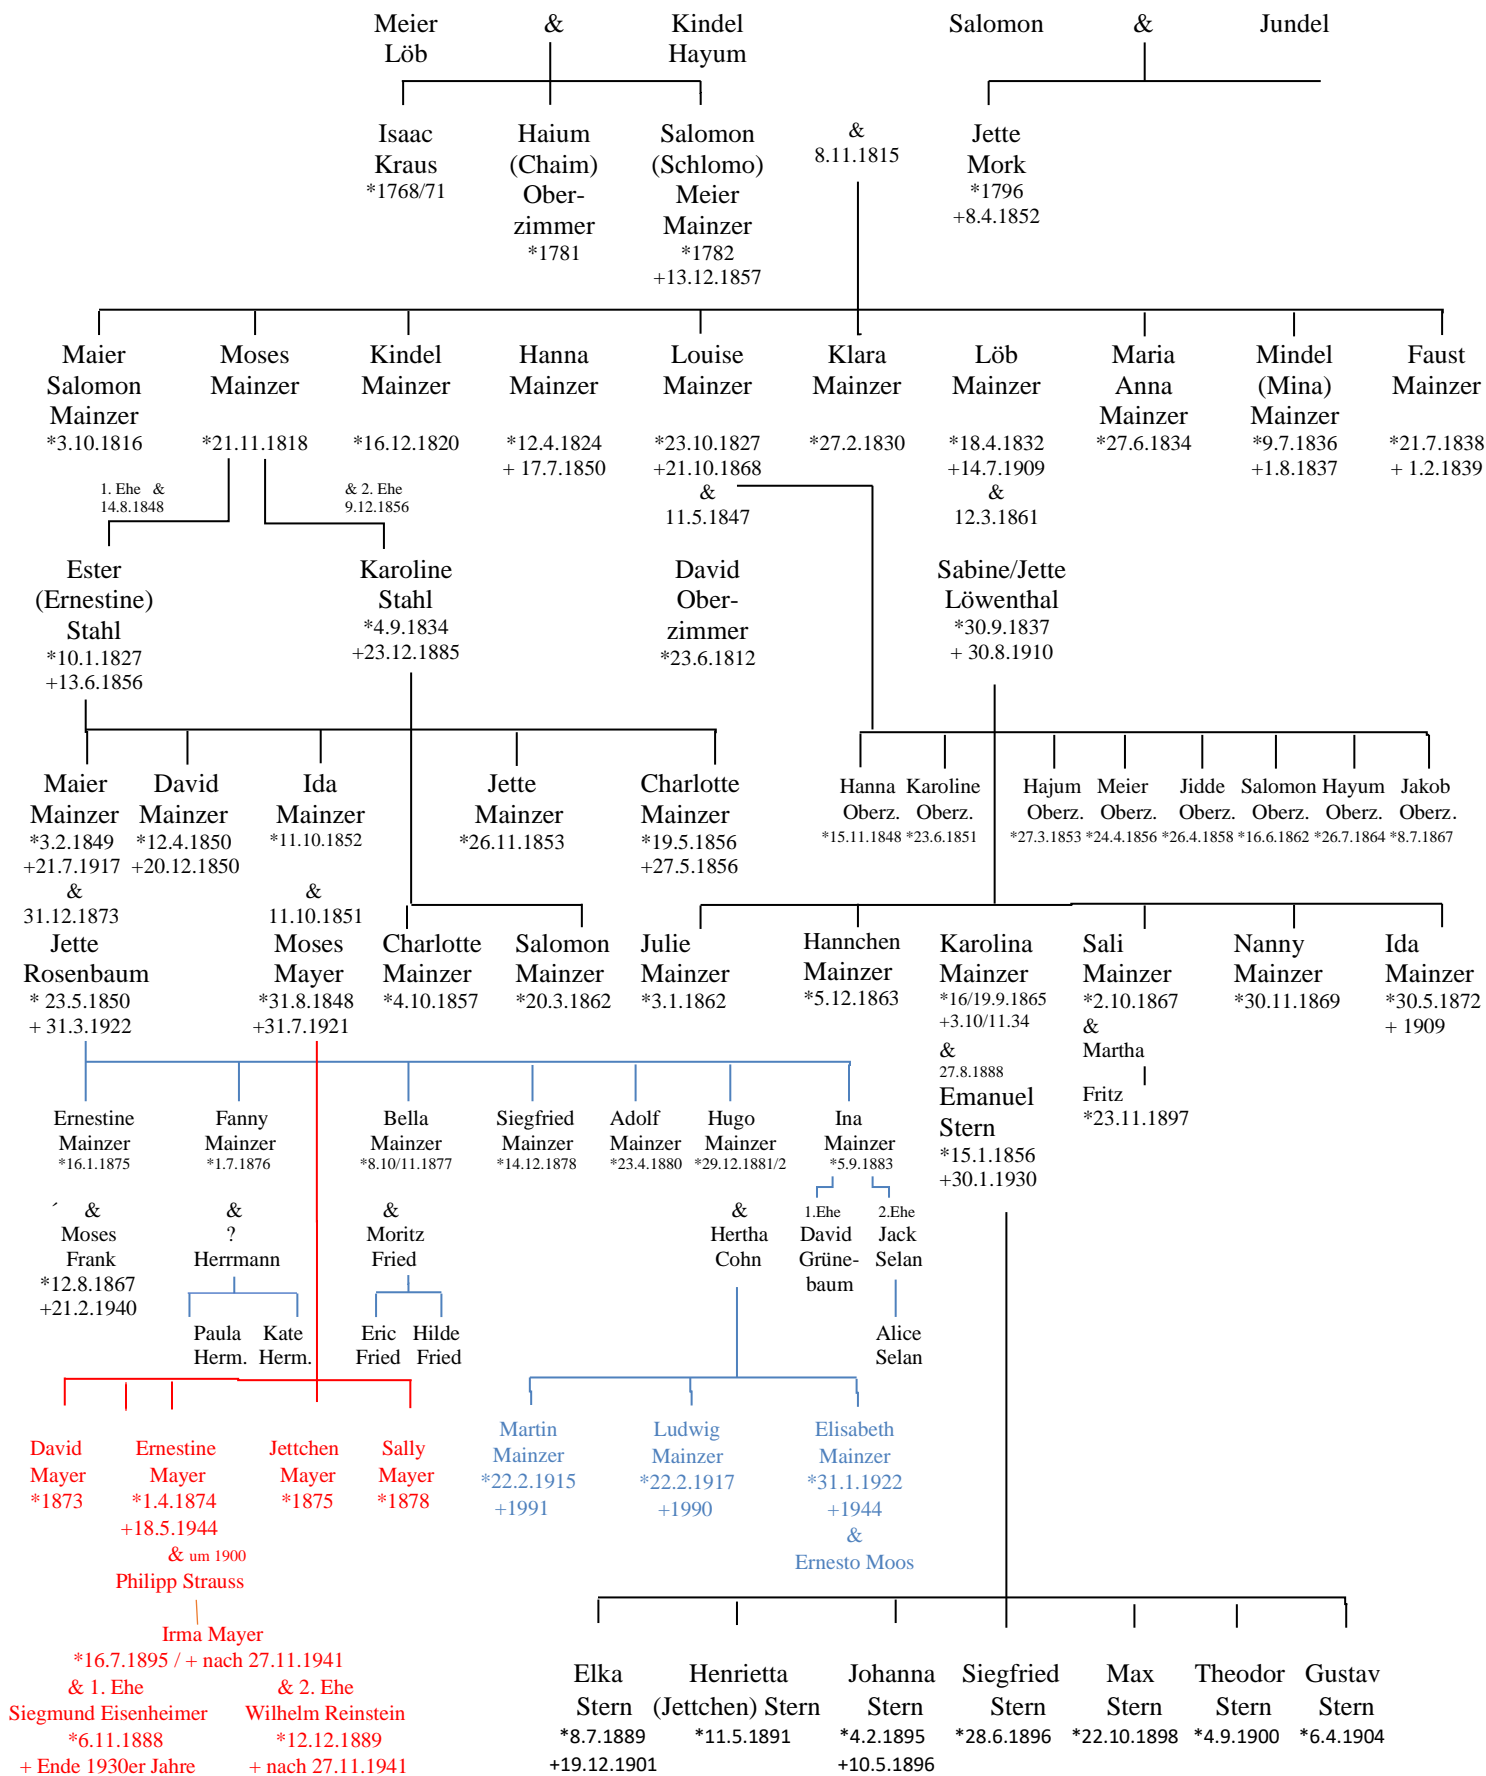 Meier & Kindel Salomon & Jundel
Löb Hayum
Isaac
Kraus
*1768/71
Haium
(Chaim)
Ober-
zimmer
*1781
Salomon
(Schlomo)
Meier
Mainzer
*1782
+13.12.1857
&
8.11.1815
Jette
Mork
*1796
+8.4.1852
Maier
Salomon
Mainzer
*3.10.1816
Moses
Mainzer
*21.11.1818
Kindel
Mainzer
*16.12.1820
Hanna
Mainzer
*12.4.1824
+ 17.7.1850
Louise
Mainzer
*23.10.1827
+21.10.1868
&
11.5.1847
Klara
Mainzer
*27.2.1830
Löb
Mainzer
*18.4.1832
+14.7.1909
&
12.3.1861
Maria
Anna
Mainzer
*27.6.1834
Mindel
(Mina)
Mainzer
*9.7.1836
+1.8.1837
Faust
Mainzer
*21.7.1838
+ 1.2.1839
1. Ehe &
14.8.1848
& 2. Ehe
9.12.1856
Ester
(Ernestine)
Stahl
*10.1.1827
+13.6.1856
Karoline
Stahl
*4.9.1834
+23.12.1885
David
Ober-
zimmer
*23.6.1812
Sabine/Jette
Löwenthal
*30.9.1837
+ 30.8.1910
Maier
Mainzer
*3.2.1849
+21.7.1917
&
31.12.1873
Jette
Rosenbaum
* 23.5.1850
+ 31.3.1922
David
Mainzer
*12.4.1850
+20.12.1850
Ida
Mainzer
*11.10.1852
&
11.10.1851
Moses
Mayer
*31.8.1848
+31.7.1921
Jette
Mainzer
*26.11.1853
Charlotte
Mainzer
*19.5.1856
+27.5.1856
Hanna
Oberz.
*15.11.1848
Karoline
Oberz.
*23.6.1851
Hajum
Oberz.
*27.3.1853
Meier
Oberz.
*24.4.1856
Jidde
Oberz.
*26.4.1858
Salomon
Oberz.
*16.6.1862
Hayum
Oberz.
*26.7.1864
Jakob
Oberz.
*8.7.1867
Charlotte
Mainzer
*4.10.1857
Salomon
Mainzer
*20.3.1862
Julie
Mainzer
*3.1.1862
Hannchen
Mainzer
*5.12.1863
Karolina
Mainzer
*16/19.9.1865
+3.10/11.34
&
27.8.1888
Emanuel
Stern
*15.1.1856
+30.1.1930
Sali
Mainzer
*2.10.1867
&
Martha
Fritz
*23.11.1897
Nanny
Mainzer
*30.11.1869
Ida
Mainzer
*30.5.1872
+ 1909
Ernestine
Mainzer
*16.1.1875
´ &
Moses
Frank
*12.8.1867
+21.2.1940
Fanny
Mainzer
*1.7.1876
&
?
Herrmann
Bella
Mainzer
*8.10/11.1877
&
Moritz
Fried
Siegfried
Mainzer
*14.12.1878
Adolf
Mainzer
*23.4.1880
Hugo
Mainzer
*29.12.1881/2
&
Hertha
Cohn
Ina
Mainzer
*5.9.1883
1.Ehe
David
Grüne-
baum
2.Ehe
Jack
Selan
Paula
Herm.
Kate
Herm.
Eric
Fried
Hilde
Fried
Alice
Selan
David
Mayer
*1873
Ernestine
Mayer
*1.4.1874
+18.5.1944
& um 1900
Philipp Strauss
Jettchen
Mayer
*1875
Sally
Mayer
*1878
Martin
Mainzer
*22.2.1915
+1991
Ludwig
Mainzer
*22.2.1917
+1990
Elisabeth
Mainzer
*31.1.1922
+1944
&
Ernesto Moos
Irma Mayer
*16.7.1895 / + nach 27.11.1941
& 1. Ehe
Siegmund Eisenheimer
*6.11.1888
+ Ende 1930er Jahre
& 2. Ehe
Wilhelm Reinstein
*12.12.1889
+ nach 27.11.1941
Elka
Stern
*8.7.1889
+19.12.1901
Henrietta
(Jettchen) Stern
*11.5.1891
Johanna
Stern
*4.2.1895
+10.5.1896
Siegfried
Stern
*28.6.1896
Max
Stern
*22.10.1898
Theodor
Stern
*4.9.1900
Gustav
Stern
*6.4.1904